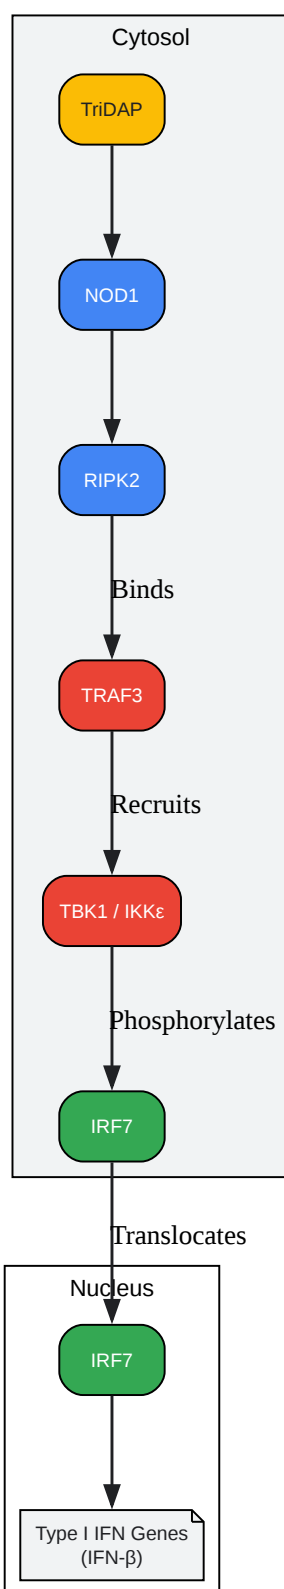 Cytosol
TriDAP
NOD1
RIPK2
Binds
TRAF3
Recruits
TBK1 / IKKε
Phosphorylates
IRF7
Translocates
Nucleus
IRF7
Type I IFN Genes
(IFN-β)